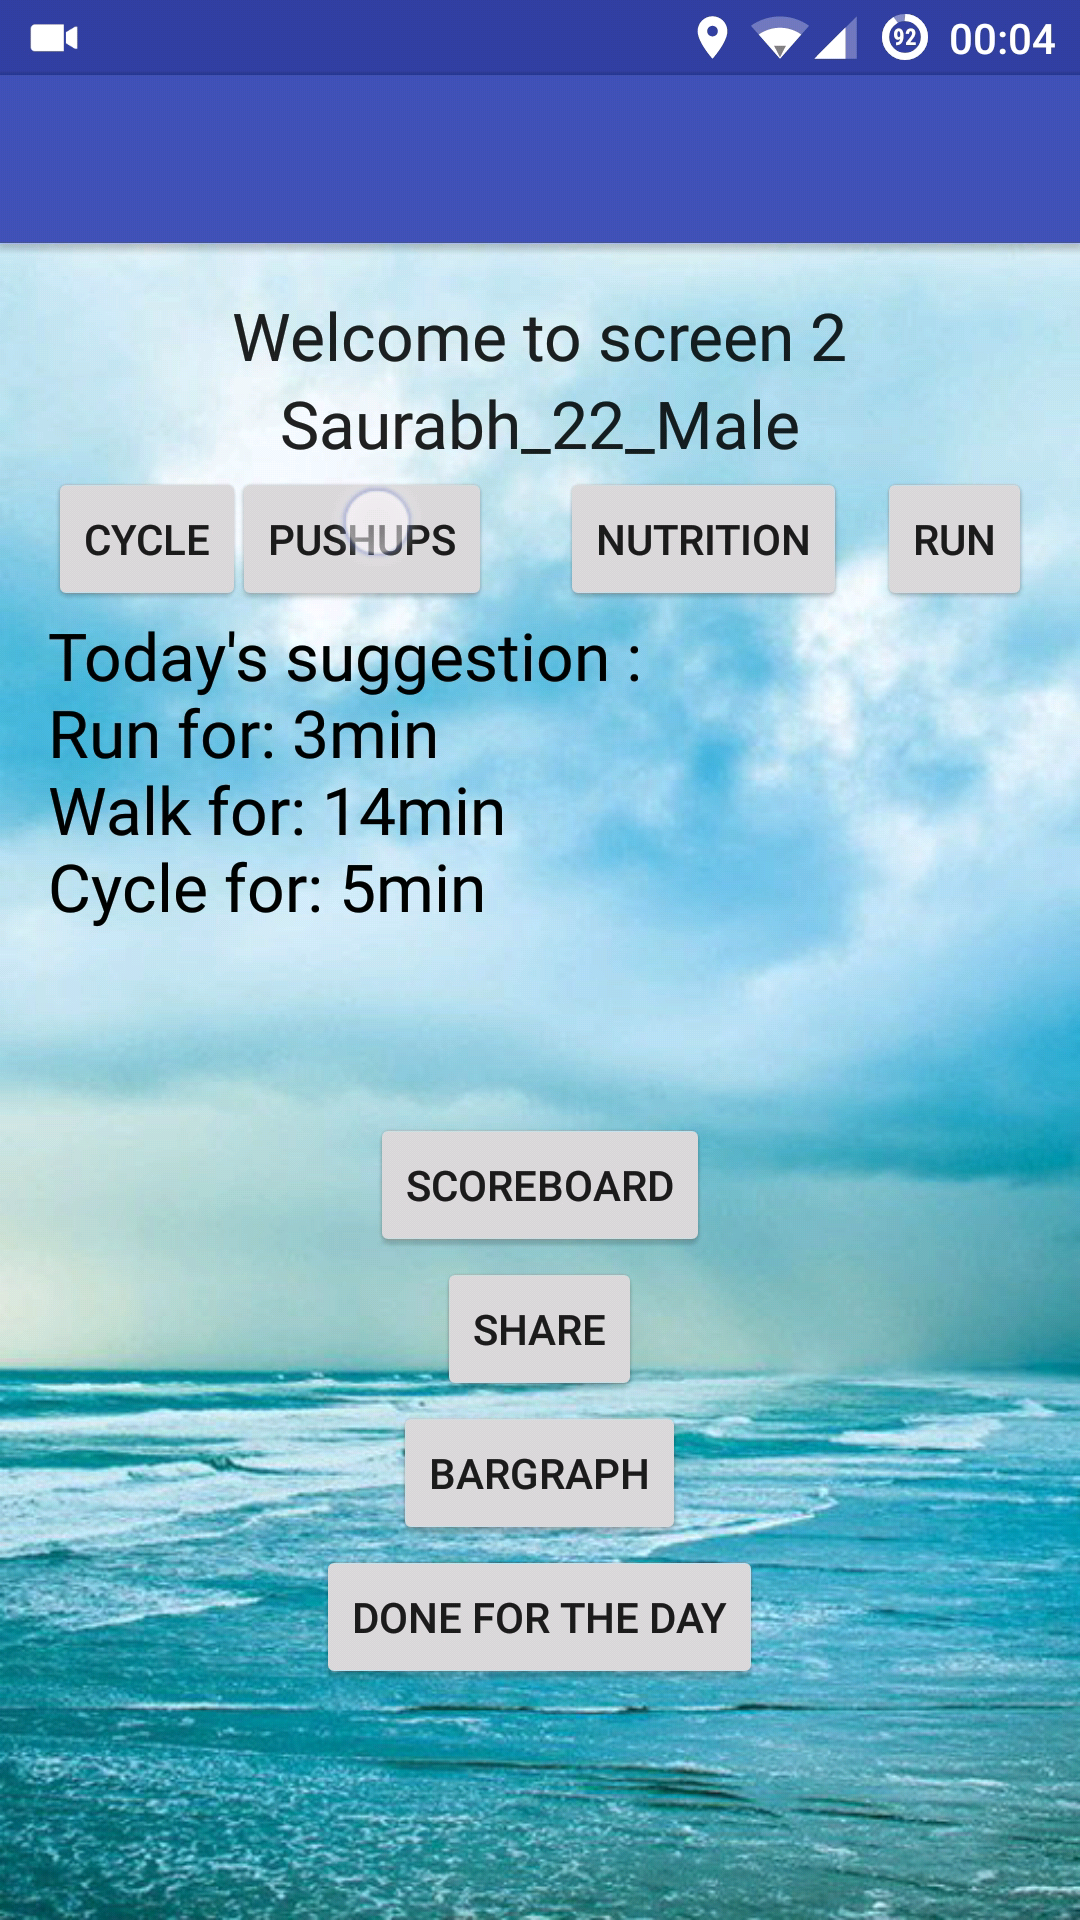 92 00:04
Welcome to screen 2
Saurabh_22_Male
CYCLE PUSHUPS NUTRITION RUN
Today's suggestion :
Run for: 3min
Walk for: 14min
Cycle for: 5min
SCOREBOARD
SHARE
BARGRAPH
DONE FOR THE DAY